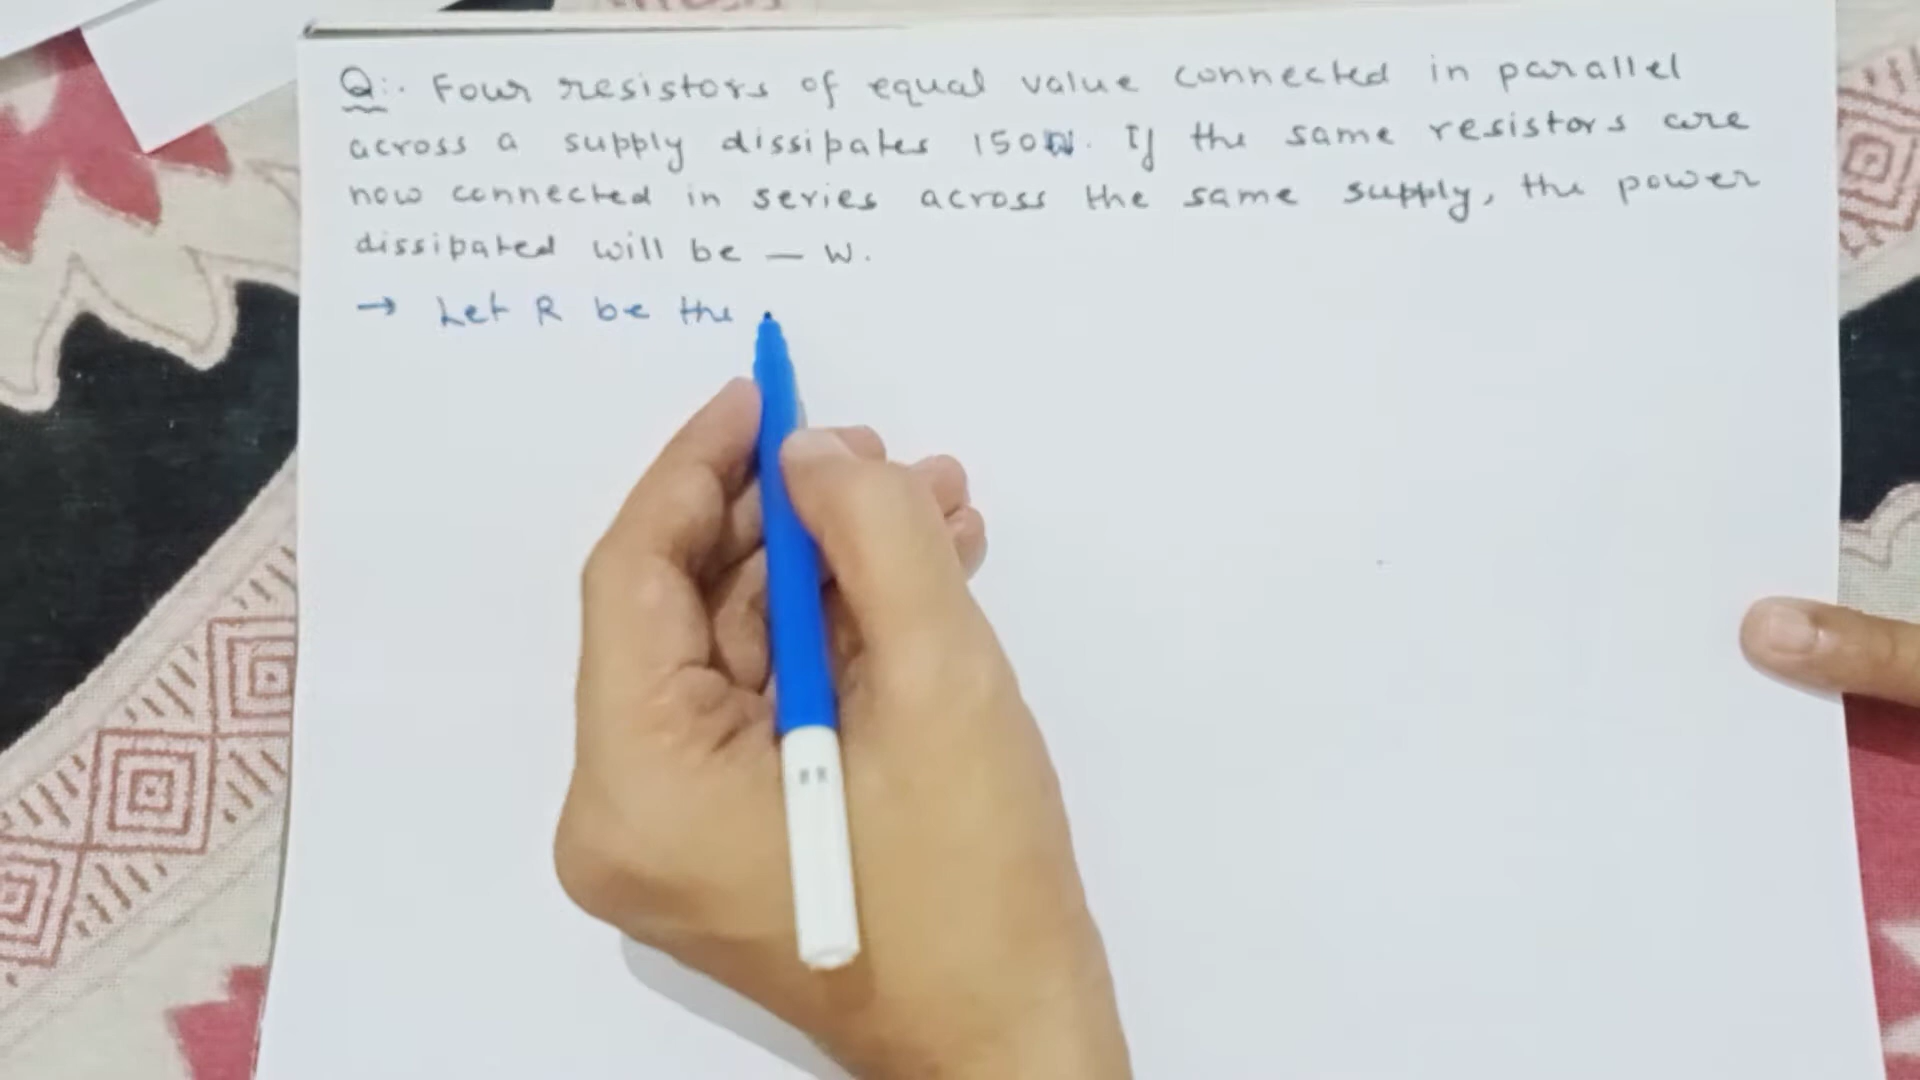 Q:. Four resistors of equal value connected in parallel
across a supply dissipates 150W. If the same resistors are
now connected in series across the same supply, the power
dissipated will be — W.
→ Let R be the